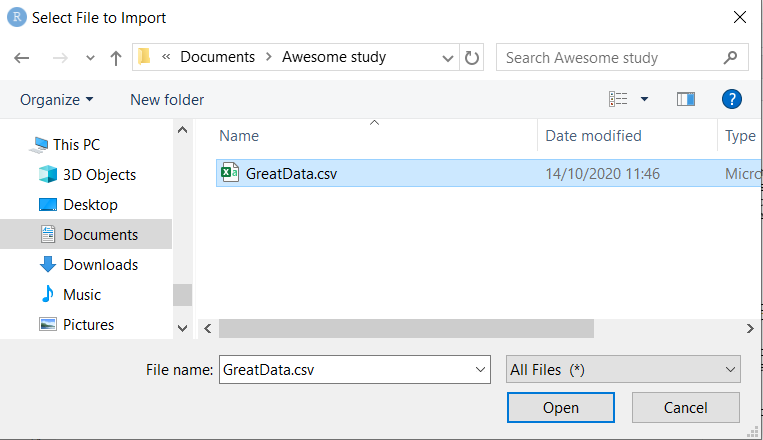 R Select File to Import
« Documents > Awesome study
Search Awesome study
Organize
New folder
?
Name
Date modified
Type
This PC
3D Objects
Desktop
Documents
Downloads
Music
Pictures
GreatData.csv
14/10/2020 11:46
Micro
File name:
GreatData.csv
All Files (*)
Open
Cancel